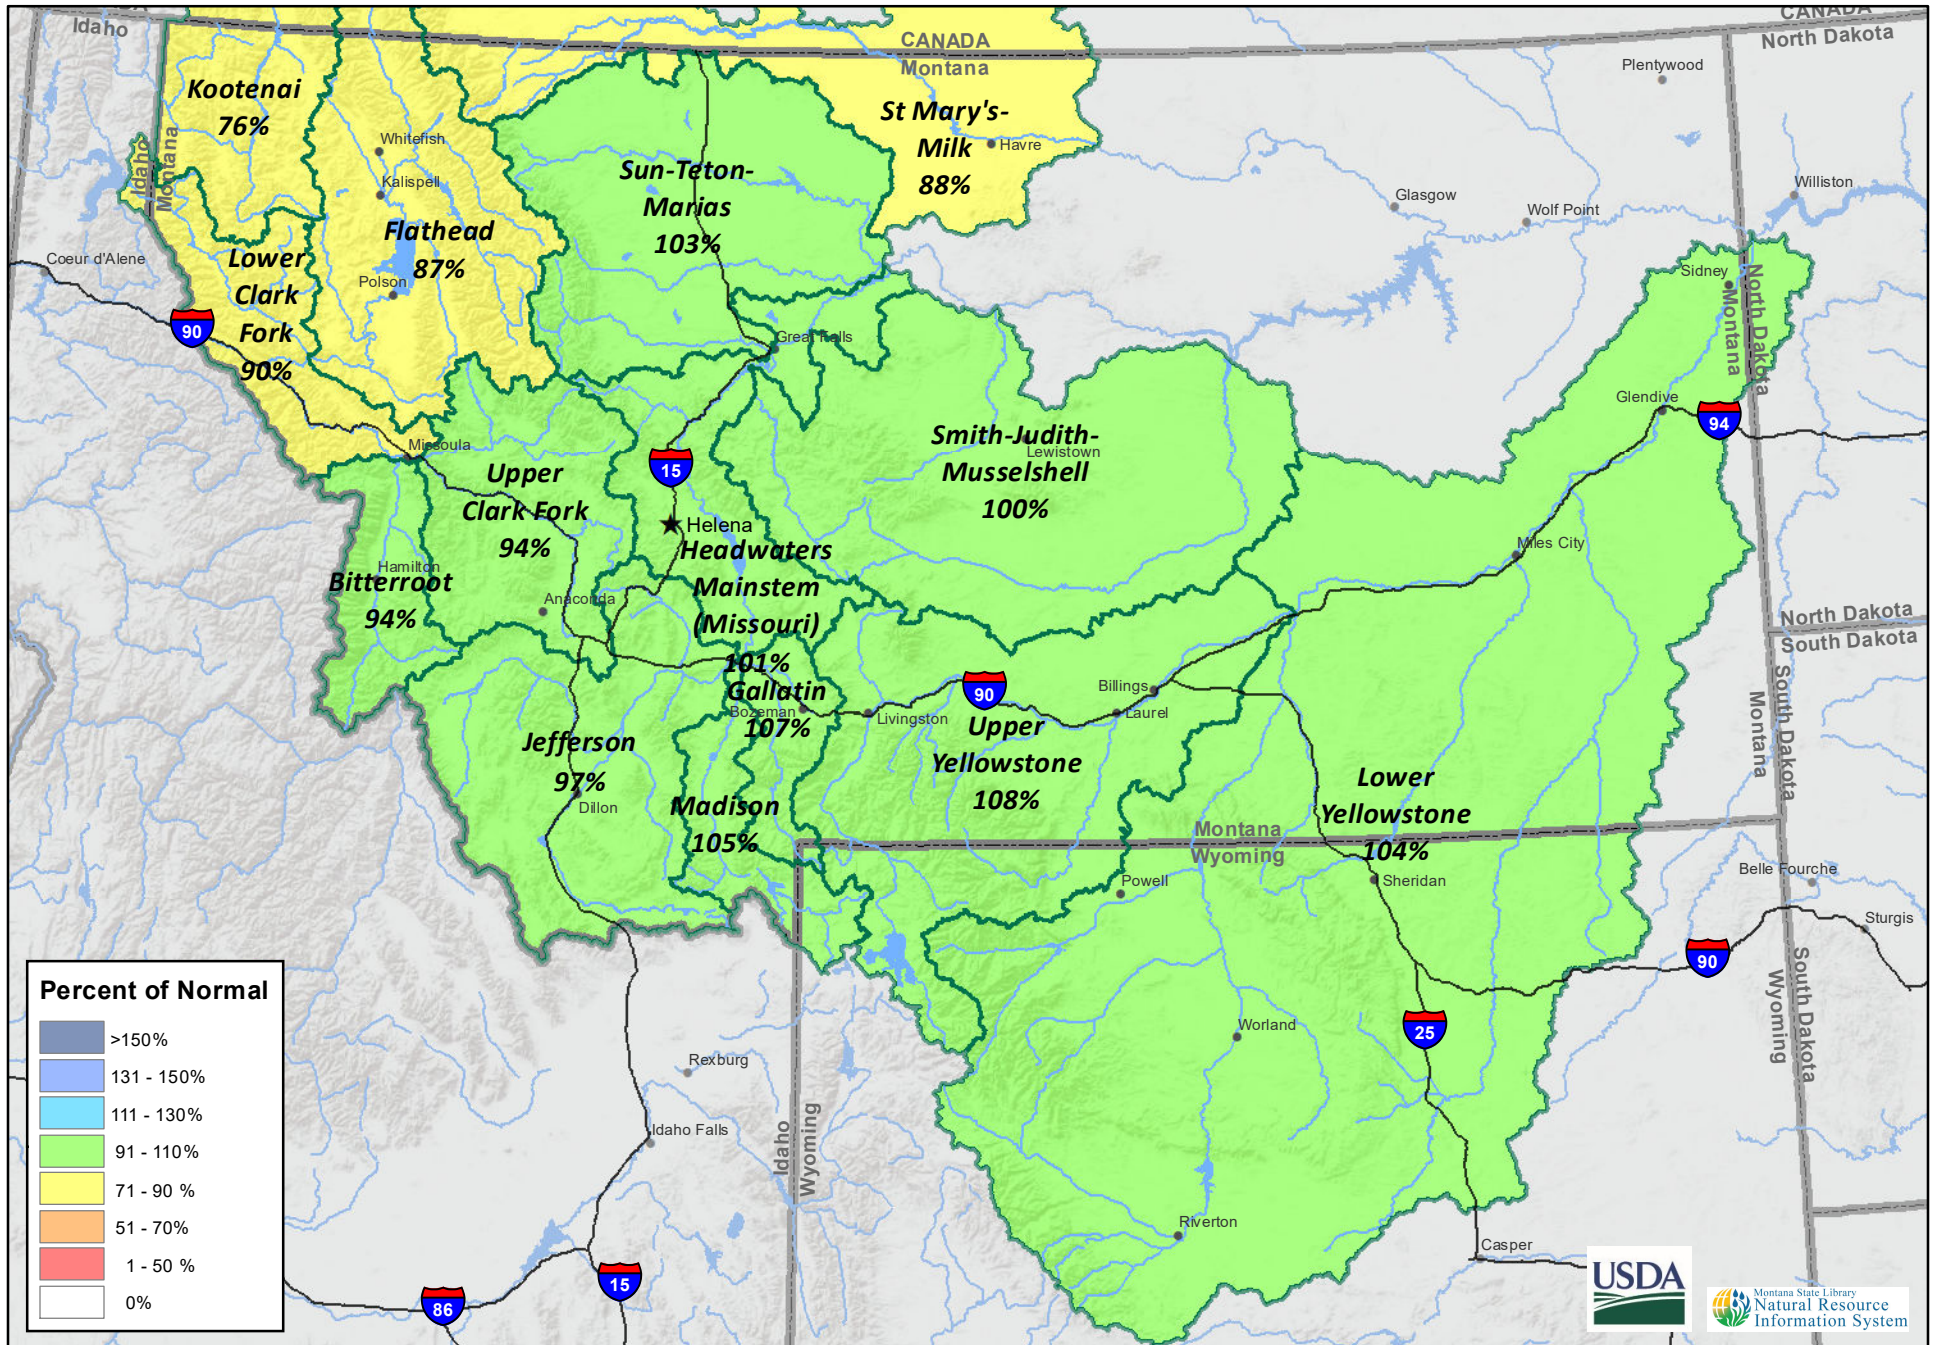 CANADA
Idaho
CANADA
North Dakota
CANADA
Montana
Plentywood
Kootenai
76%
St Mary's-
Milk
88%
Havre
Whitefish
Idaho
Montana
Kalispell
Sun-Teton-
Marias
103%
Glasgow
Wolf Point
Williston
Flathead
87%
Polson
Coeur d'Alene
Lower
Clark
Fork
90%
90
Sidney
North Dakota
Montana
Great Falls
Glendive
94
Missoula
15
Smith-Judith-
Lewistown
Musselshell
100%
Upper
Clark Fork
94%
Helena
Headwaters
Mainstem
(Missouri)
101%
Miles City
Hamilton
Bitterroot
94%
Anaconda
North Dakota
South Dakota
Gallatin
Bozeman
107%
Livingston
90
Billings
Laurel
Upper
Yellowstone
108%
Montana
South Dakota
Jefferson
97%
Dillon
Madison
105%
Lower
Yellowstone
104%
Montana
Wyoming
Powell
Sheridan
Belle Fourche
Sturgis
90
South Dakota
Wyoming
Worland
25
Rexburg
Idaho Falls
Idaho
Wyoming
Riverton
Casper
86
15
Percent of Normal
>150%
131 - 150%
111 - 130%
91 - 110%
71 - 90 %
51 - 70%
1 - 50 %
0%
USDA
Montana State Library
Natural Resource
Information System